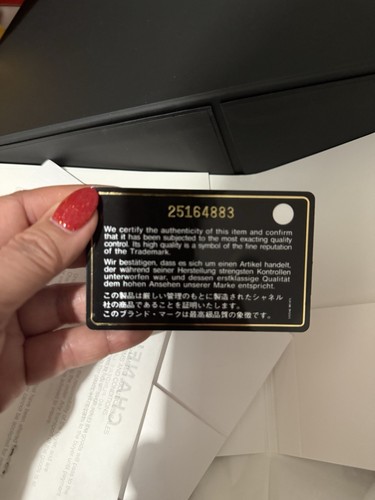 25164883
We certify the authenticity of this item and confirm
that it has been subjected to the most exacting quality
control. Its high quality is a symbol of the fine reputation
of the Trademark.
Wir bestätigen, dass es sich um einen Artikel handelt,
der während seiner Herstellung strengsten Kontrollen
unterworfen war, und dessen erstklassige Qualität
dem hohen Ansehen unserer Marke entspricht.
この製品は厳しい管理のもとに製造されたシャネル
社の商品であることを証明いたします。
このブランド・マークは最高級品質の象徴です。
CHANEL